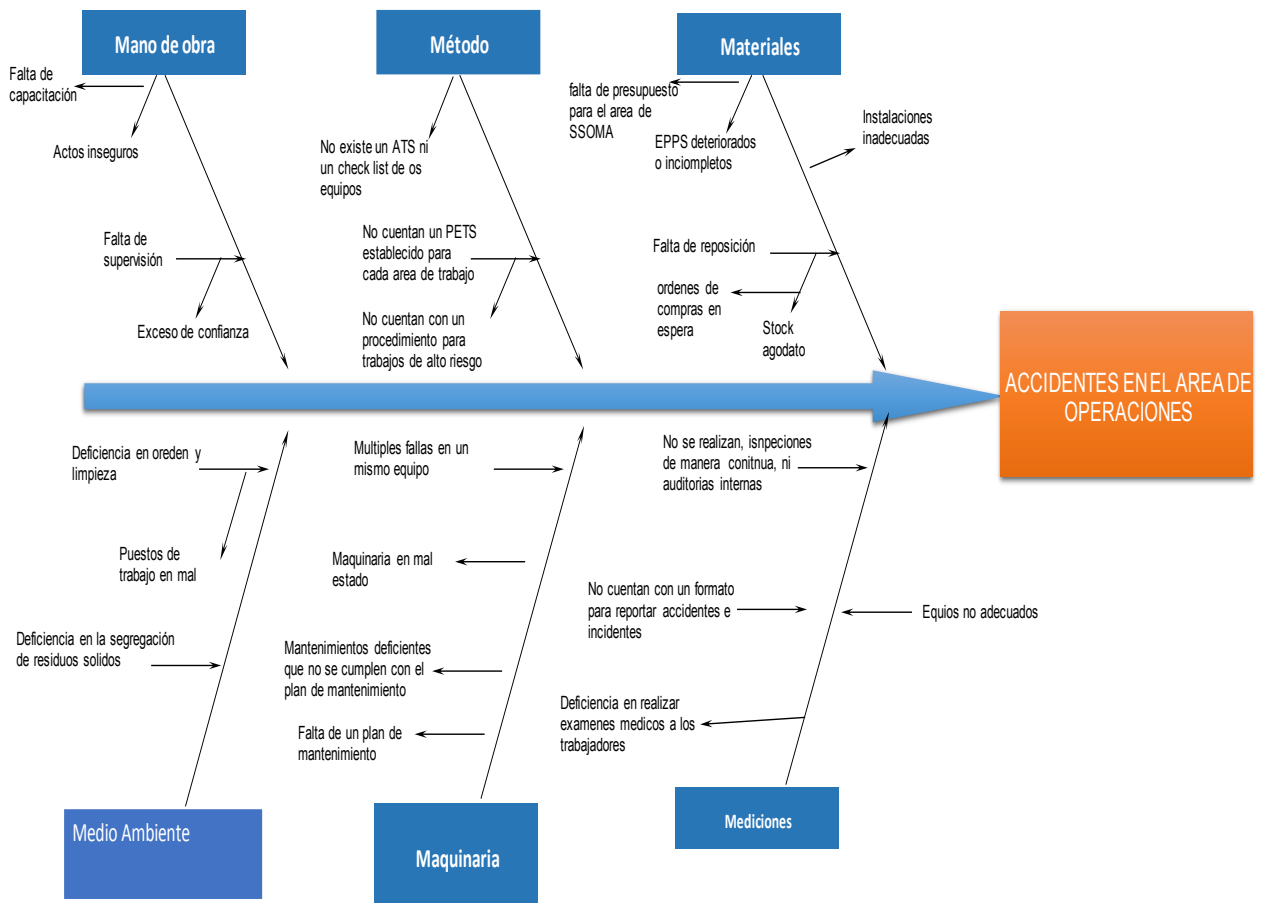 Mano de obra
Método
Materiales
Falta de
capacitación
Actos inseguros
Falta de
supervisión
Exceso de confianza
No existe un ATS ni
un check list de os
equipos
No cuentan un PETS
establecido para
cada area de trabajo
No cuentan con un
procedimiento para
trabajos de alto riesgo
falta de presupuesto
para el area de
SSOMA
EPPS deteriorados
o inciompletos
Instalaciones
inadecuadas
Falta de reposición
ordenes de
compras en
espera
Stock
agodato
ACCIDENTES EN EL AREA DE
OPERACIONES
Deficiencia en oreden y
limpieza
Puestos de
trabajo en mal
Deficiencia en la segregación
de residuos solidos
Multiples fallas en un
mismo equipo
Maquinaria en mal
estado
Mantenimientos deficientes
que no se cumplen con el
plan de mantenimiento
Falta de un plan de
mantenimiento
No se realizan, isnpeciones
de manera conitnua, ni
auditorias internas
No cuentan con un formato
para reportar accidentes e
incidentes
Equios no adecuados
Deficiencia en realizar
examenes medicos a los
trabajadores
Medio Ambiente
Maquinaria
Mediciones